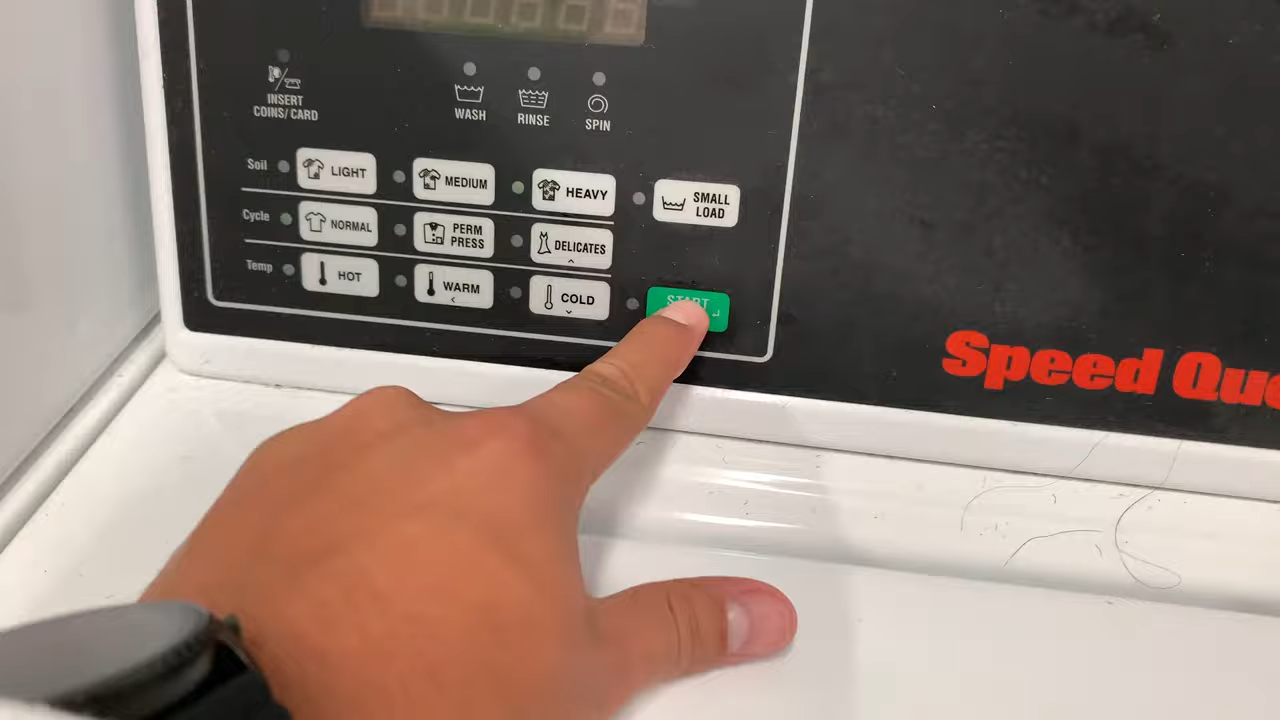 INSERT
COINS/CARD
WASH
RINSE
SPIN
Soil
LIGHT
MEDIUM
HEAVY
SMALL
LOAD
Cycle
NORMAL
PERM
PRESS
DELICATES
Temp
HOT
WARM
COLD
START
Speed Que